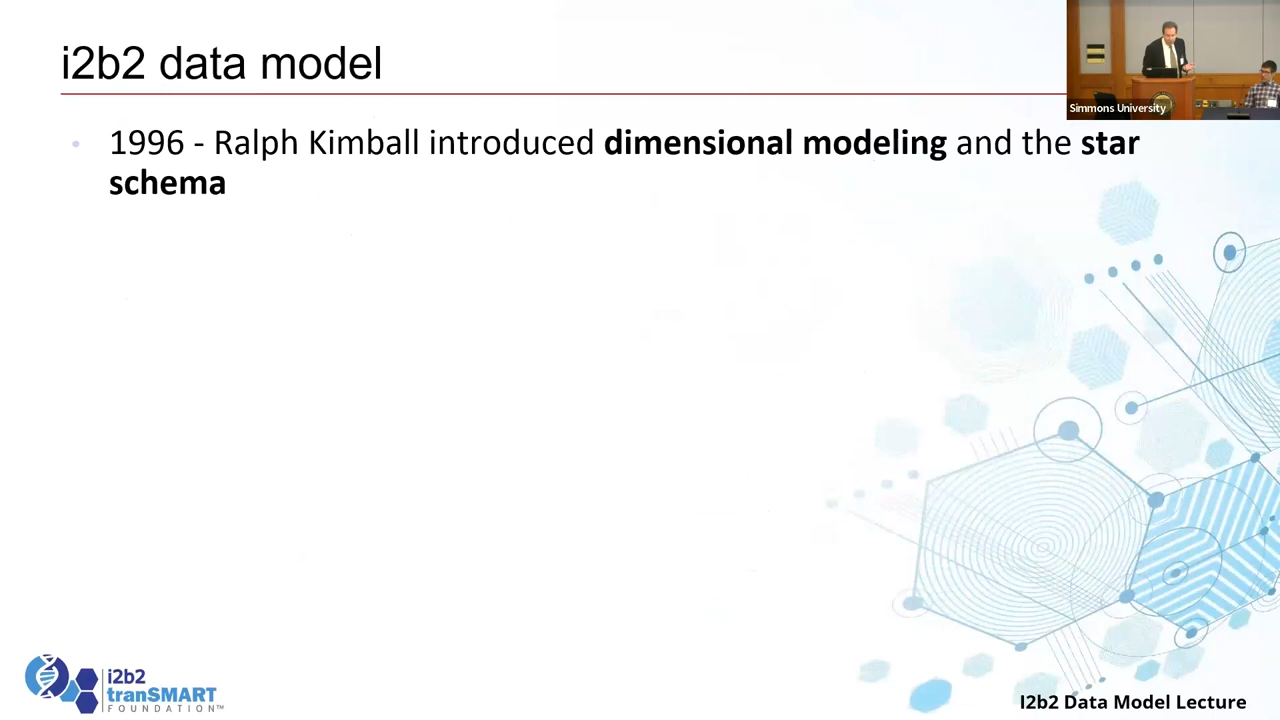 i2b2 data model
Simmons University
• 1996 - Ralph Kimball introduced dimensional modeling and the star
schema
i2b2
tranSMART
FOUNDATION™
I2b2 Data Model Lecture